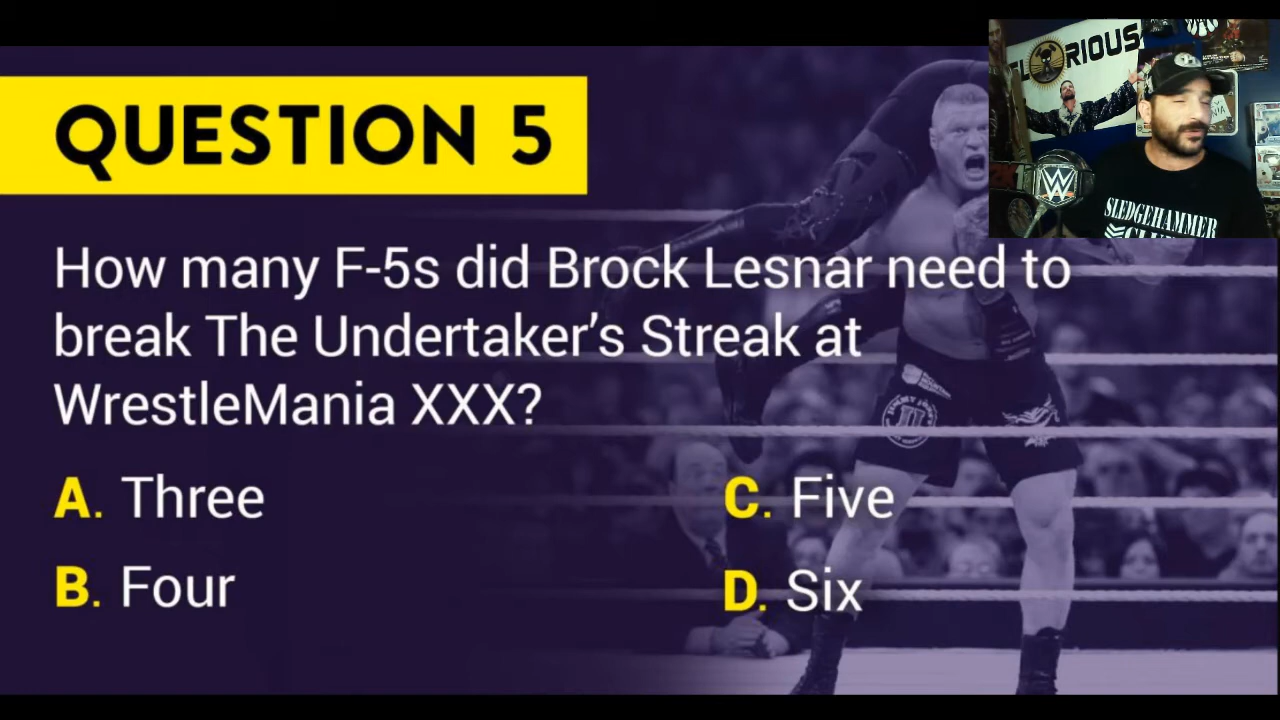 QUESTION 5
How many F-5s did Brock Lesnar need to
break The Undertaker's Streak at
WrestleMania XXX?
A. Three
B. Four
C. Five
D. Six
RIOUS
W
SLEDGEHAMMER